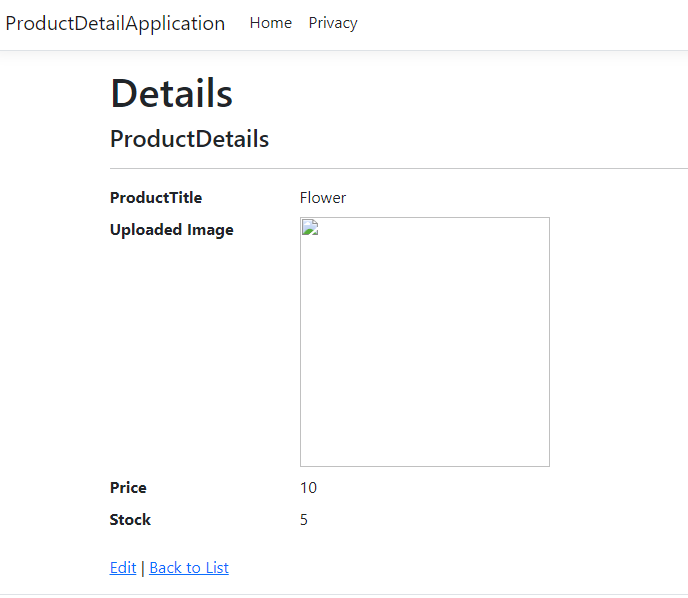 ProductDetailApplication Home Privacy
Details
ProductDetails
ProductTitle Flower
Uploaded Image
Price 10
Stock 5
Edit | Back to List